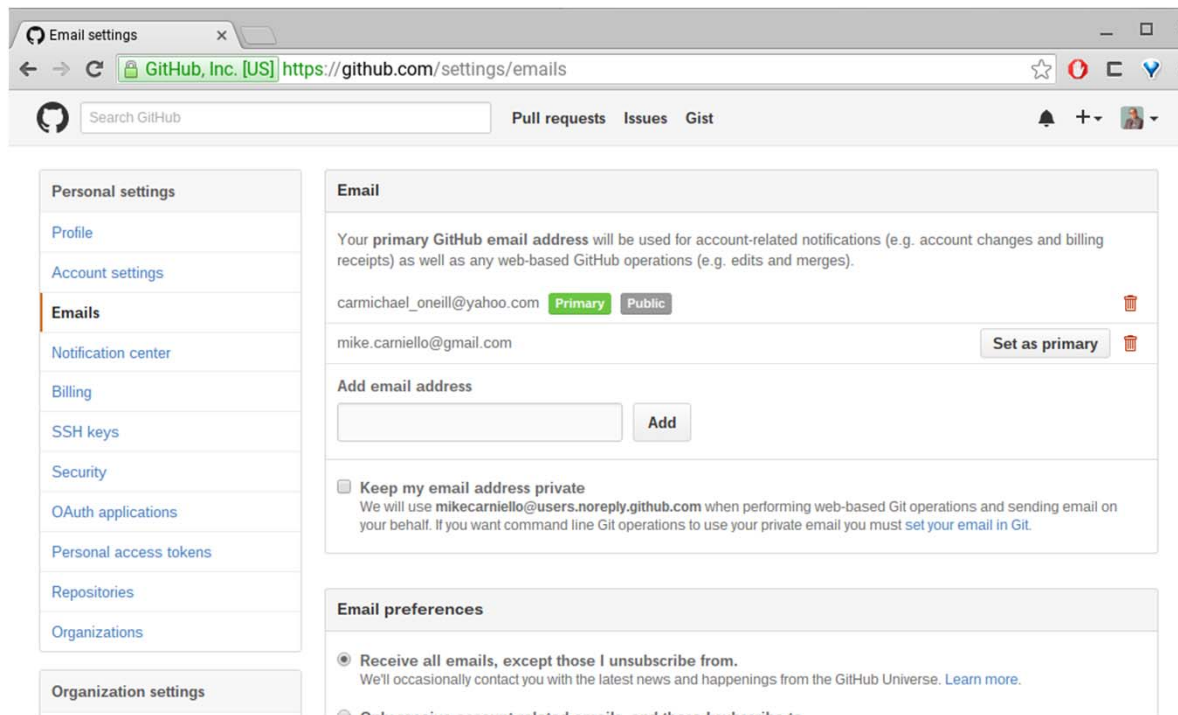 Email settings
GitHub, Inc. [US] https://github.com/settings/emails
Search GitHub
Pull requests Issues Gist
Personal settings
Profile
Account settings
Emails
Notification center
Billing
SSH keys
Security
OAuth applications
Personal access tokens
Repositories
Organizations
Organization settings
Email
Your primary GitHub email address will be used for account-related notifications (e.g. account changes and billing
receipts) as well as any web-based GitHub operations (e.g. edits and merges).
carmichael_oneill@yahoo.com Primary Public
mike.carniello@gmail.com Set as primary
Add email address
Add
Keep my email address private
We will use mikecarniello@users.noreply.github.com when performing web-based Git operations and sending email on
your behalf. If you want command line Git operations to use your private email you must set your email in Git.
Email preferences
Receive all emails, except those I unsubscribe from.
We'll occasionally contact you with the latest news and happenings from the GitHub Universe. Learn more.